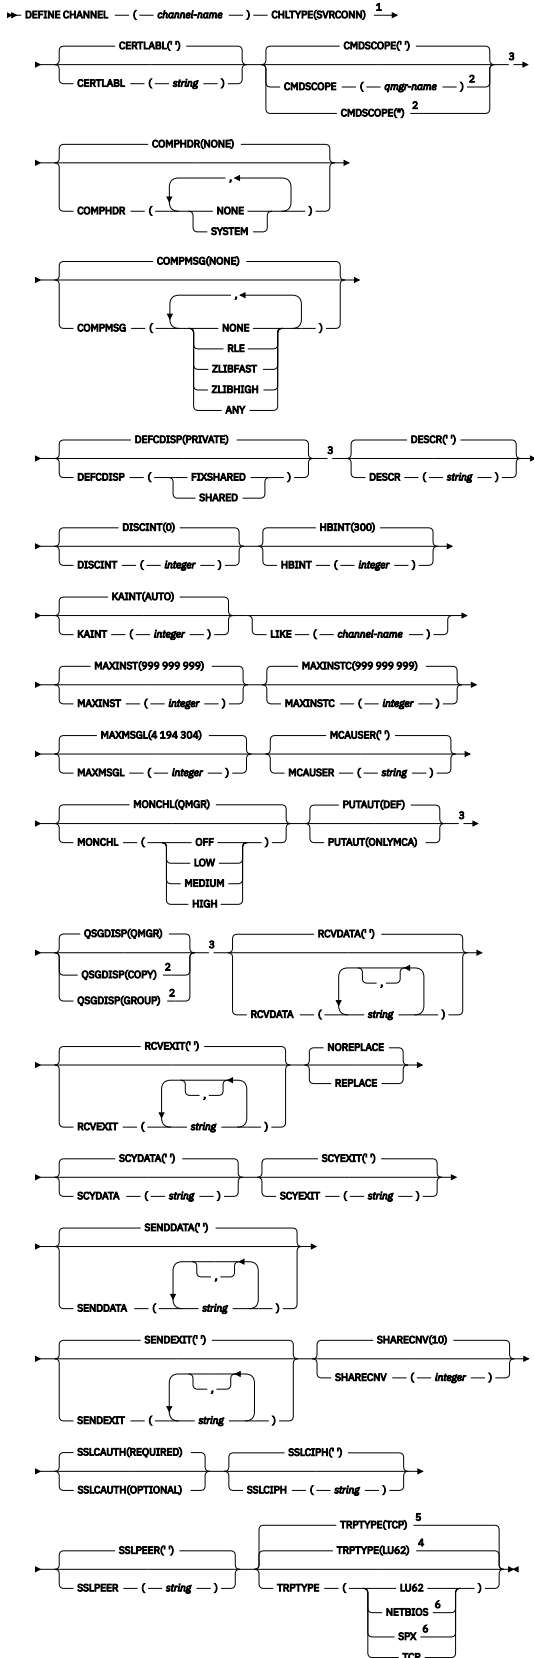 DEFINE CHANNEL ( channel-name ) CHLTYPE(SVRCONN) 1
CERTLABL(' ') CMDSCOPE(' ') 3
CERTLABL ( string ) CMDSCOPE ( qmgr-name ) 2
CMDSCOPE(*) 2
COMPHDR(NONE)
,
COMPHDR ( NONE )
SYSTEM
COMPMSG(NONE)
,
COMPMSG ( NONE )
RLE
ZLIBFAST
ZLIBHIGH
ANY
DEFCDISP(PRIVATE) 3 DESCR(' ')
DEFCDISP ( FIXSHARED ) DESCR ( string )
SHARED
DISCINT(0) HBINT(300)
DISCINT ( integer ) HBINT ( integer )
KAINT(AUTO)
KAINT ( integer ) LIKE ( channel-name )
MAXINST(999 999 999) MAXINSTC(999 999 999)
MAXINST ( integer ) MAXINSTC ( integer )
MAXMSGL(4 194 304) MCAUSER(' ')
MAXMSGL ( integer ) MCAUSER ( string )
MONCHL(QMGR) PUTAUT(DEF) 3
MONCHL ( OFF ) PUTAUT(ONLYMCA)
LOW
MEDIUM
HIGH
QSGDISP(QMGR) 3 RCVDATA(' ')
QSGDISP(COPY) 2
,
QSGDISP(GROUP) 2
RCVDATA ( string )
RCVEXIT(' ') NOREPLACE
REPLACE
,
RCVEXIT ( string )
SCYDATA(' ') SCYEXIT(' ')
SCYDATA ( string ) SCYEXIT ( string )
SENDDATA(' ')
,
SENDDATA ( string )
SENDEXIT(' ') SHARECNV(10)
SHARECNV ( integer )
,
SENDEXIT ( string )
SSLCAUTH(REQUIRED) SSLCIPH(' ')
SSLCAUTH(OPTIONAL) SSLCIPH ( string )
TRPTYPE(TCP) 5
SSLPEER(' ') TRPTYPE(LU62) 4
SSLPEER ( string ) TRPTYPE ( LU62 )
NETBIOS 6
SPX 6
TCP